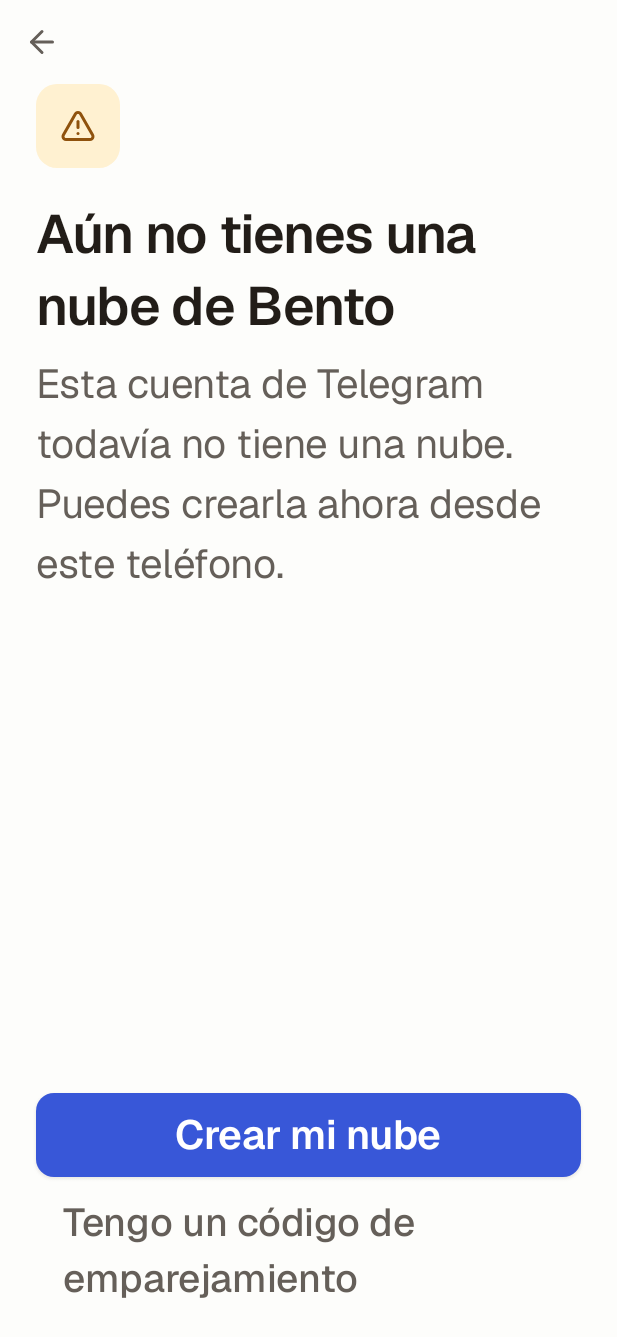 Aún no tienes una
nube de Bento
Esta cuenta de Telegram
todavía no tiene una nube.
Puedes crearla ahora desde
este teléfono.
Crear mi nube
Tengo un código de
emparejamiento